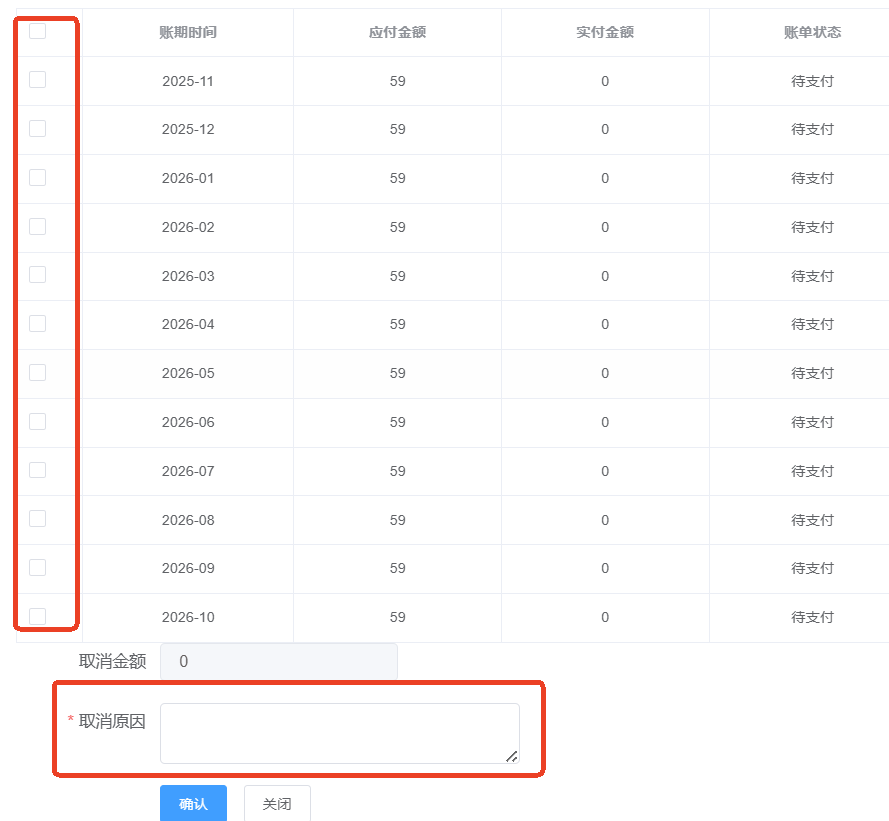 账期时间 应付金额 实付金额 账单状态
2025-11 59 0 待支付
2025-12 59 0 待支付
2026-01 59 0 待支付
2026-02 59 0 待支付
2026-03 59 0 待支付
2026-04 59 0 待支付
2026-05 59 0 待支付
2026-06 59 0 待支付
2026-07 59 0 待支付
2026-08 59 0 待支付
2026-09 59 0 待支付
2026-10 59 0 待支付
取消金额 0
* 取消原因
确认 关闭